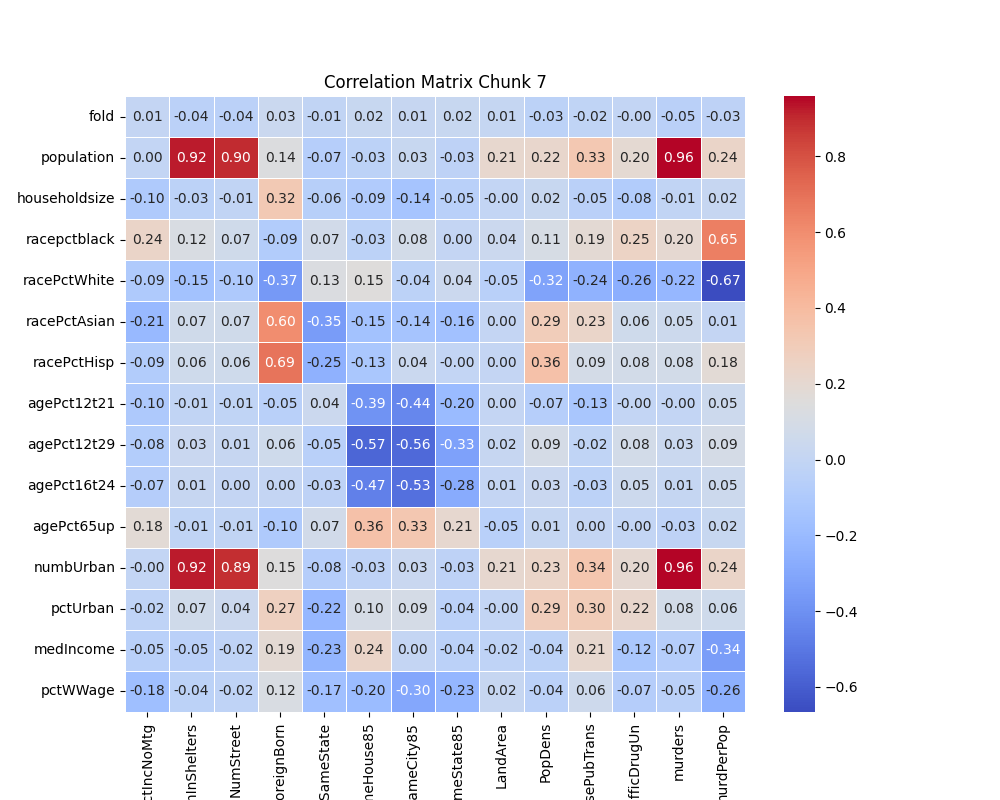 Correlation Matrix Chunk 7
fold 0.01 -0.04 -0.04 0.03 -0.01 0.02 0.01 0.02 0.01 -0.03 -0.02 -0.00 -0.05 -0.03
population 0.00 0.92 0.90 0.14 -0.07 -0.03 0.03 -0.03 0.21 0.22 0.33 0.20 0.96 0.24
householdsize -0.10 -0.03 -0.01 0.32 -0.06 -0.09 -0.14 -0.05 -0.00 0.02 -0.05 -0.08 -0.01 0.02
racepctblack 0.24 0.12 0.07 -0.09 0.07 -0.03 0.08 0.00 0.04 0.11 0.19 0.25 0.20 0.65
racePctWhite -0.09 -0.15 -0.10 -0.37 0.13 0.15 -0.04 0.04 -0.05 -0.32 -0.24 -0.26 -0.22 -0.67
racePctAsian -0.21 0.07 0.07 0.60 -0.35 -0.15 -0.14 -0.16 0.00 0.29 0.23 0.06 0.05 0.01
racePctHisp -0.09 0.06 0.06 0.69 -0.25 -0.13 0.04 -0.00 0.00 0.36 0.09 0.08 0.08 0.18
agePct12t21 -0.10 -0.01 -0.01 -0.05 0.04 -0.39 -0.44 -0.20 0.00 -0.07 -0.13 -0.00 -0.00 0.05
agePct12t29 -0.08 0.03 0.01 0.06 -0.05 -0.57 -0.56 -0.33 0.02 0.09 -0.02 0.08 0.03 0.09
agePct16t24 -0.07 0.01 0.00 0.00 -0.03 -0.47 -0.53 -0.28 0.01 0.03 -0.03 0.05 0.01 0.05
agePct65up 0.18 -0.01 -0.01 -0.10 0.07 0.36 0.33 0.21 -0.05 0.01 0.00 -0.00 -0.03 0.02
numbUrban -0.00 0.92 0.89 0.15 -0.08 -0.03 0.03 -0.03 0.21 0.23 0.34 0.20 0.96 0.24
pctUrban -0.02 0.07 0.04 0.27 -0.22 0.10 0.09 -0.04 -0.00 0.29 0.30 0.22 0.08 0.06
medIncome -0.05 -0.05 -0.02 0.19 -0.23 0.24 0.00 -0.04 -0.02 -0.04 0.21 -0.12 -0.07 -0.34
pctWWage -0.18 -0.04 -0.02 0.12 -0.17 -0.20 -0.30 -0.23 0.02 -0.04 0.06 -0.07 -0.05 -0.26
ctIncNoMtg
nInShelters
NumStreet
oreignBorn
SameState
meHouse85
ameCity85
meState85
LandArea
PopDens
sePubTrans
fficDrugUn
murders
murdPerPop
0.8
0.6
0.4
0.2
0.0
−0.2
−0.4
−0.6